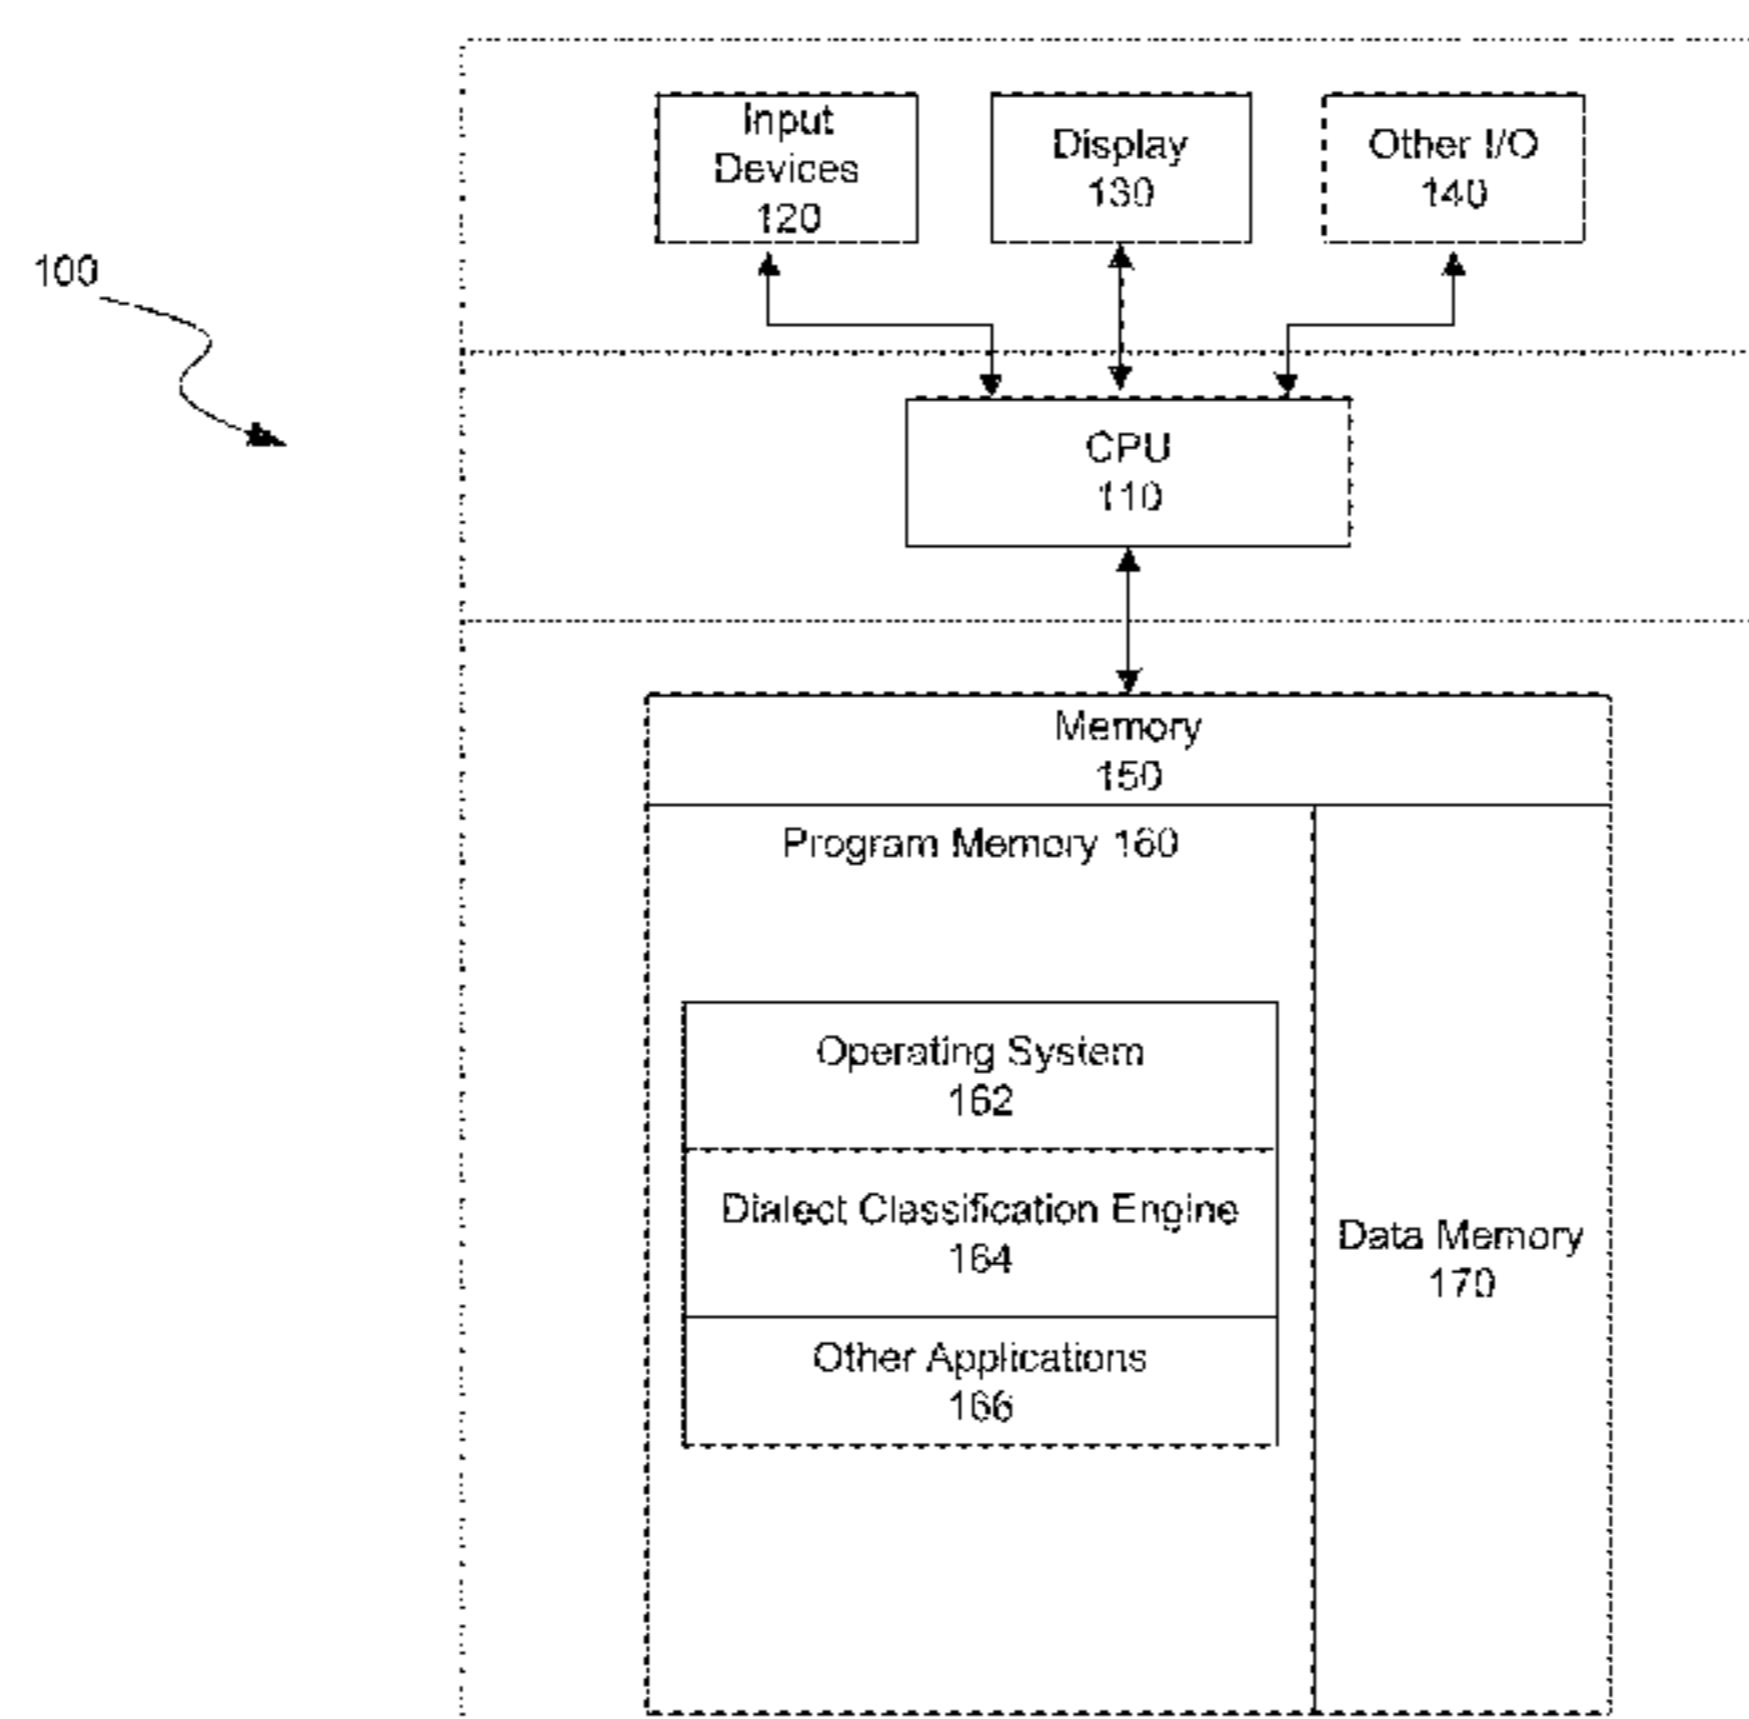 Input
Devices
120
Display
130
Other I/O
140
100
CPU
110
Memory
150
Program Memory 160
Operating System
162
Dialect Classification Engine
164
Other Applications
166
Data Memory
170